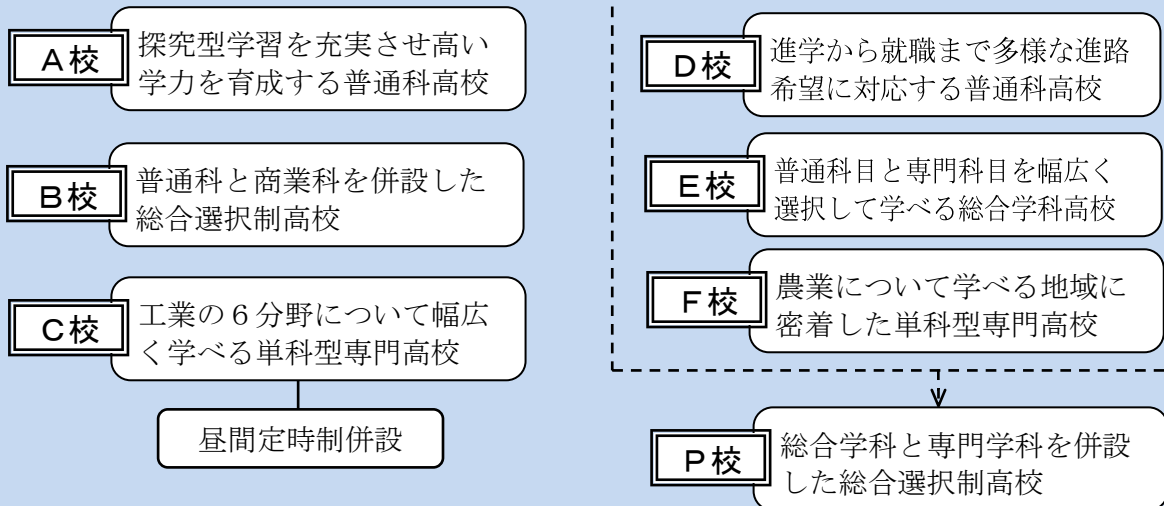 A校
探究型学習を充実させ高い
学力を育成する普通科高校
B校
普通科と商業科を併設した
総合選択制高校
C校
工業の６分野について幅広
く学べる単科型専門高校
昼間定時制併設
D校
進学から就職まで多様な進路
希望に対応する普通科高校
E校
普通科目と専門科目を幅広く
選択して学べる総合学科高校
F校
農業について学べる地域に
密着した単科型専門高校
P校
総合学科と専門学科を併設
した総合選択制高校